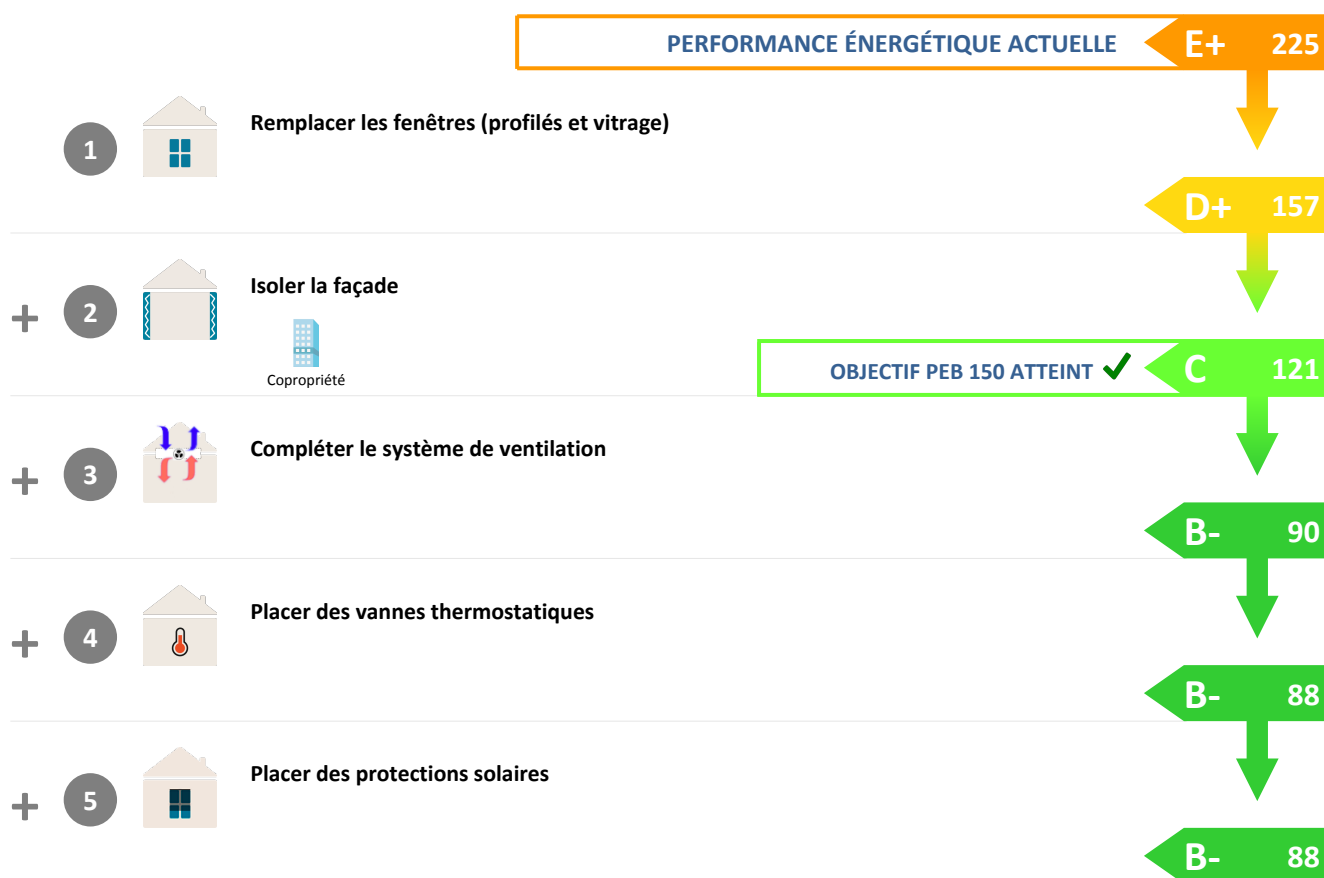 PERFORMANCE ÉNERGÉTIQUE ACTUELLE E+ 225
1 Remplacer les fenêtres (profilés et vitrage)
D+ 157
+ 2 Isoler la façade
Copropriété
OBJECTIF PEB 150 ATTEINT ✓ C 121
+ 3 Compléter le système de ventilation
B- 90
+ 4 Placer des vannes thermostatiques
B- 88
+ 5 Placer des protections solaires
B- 88